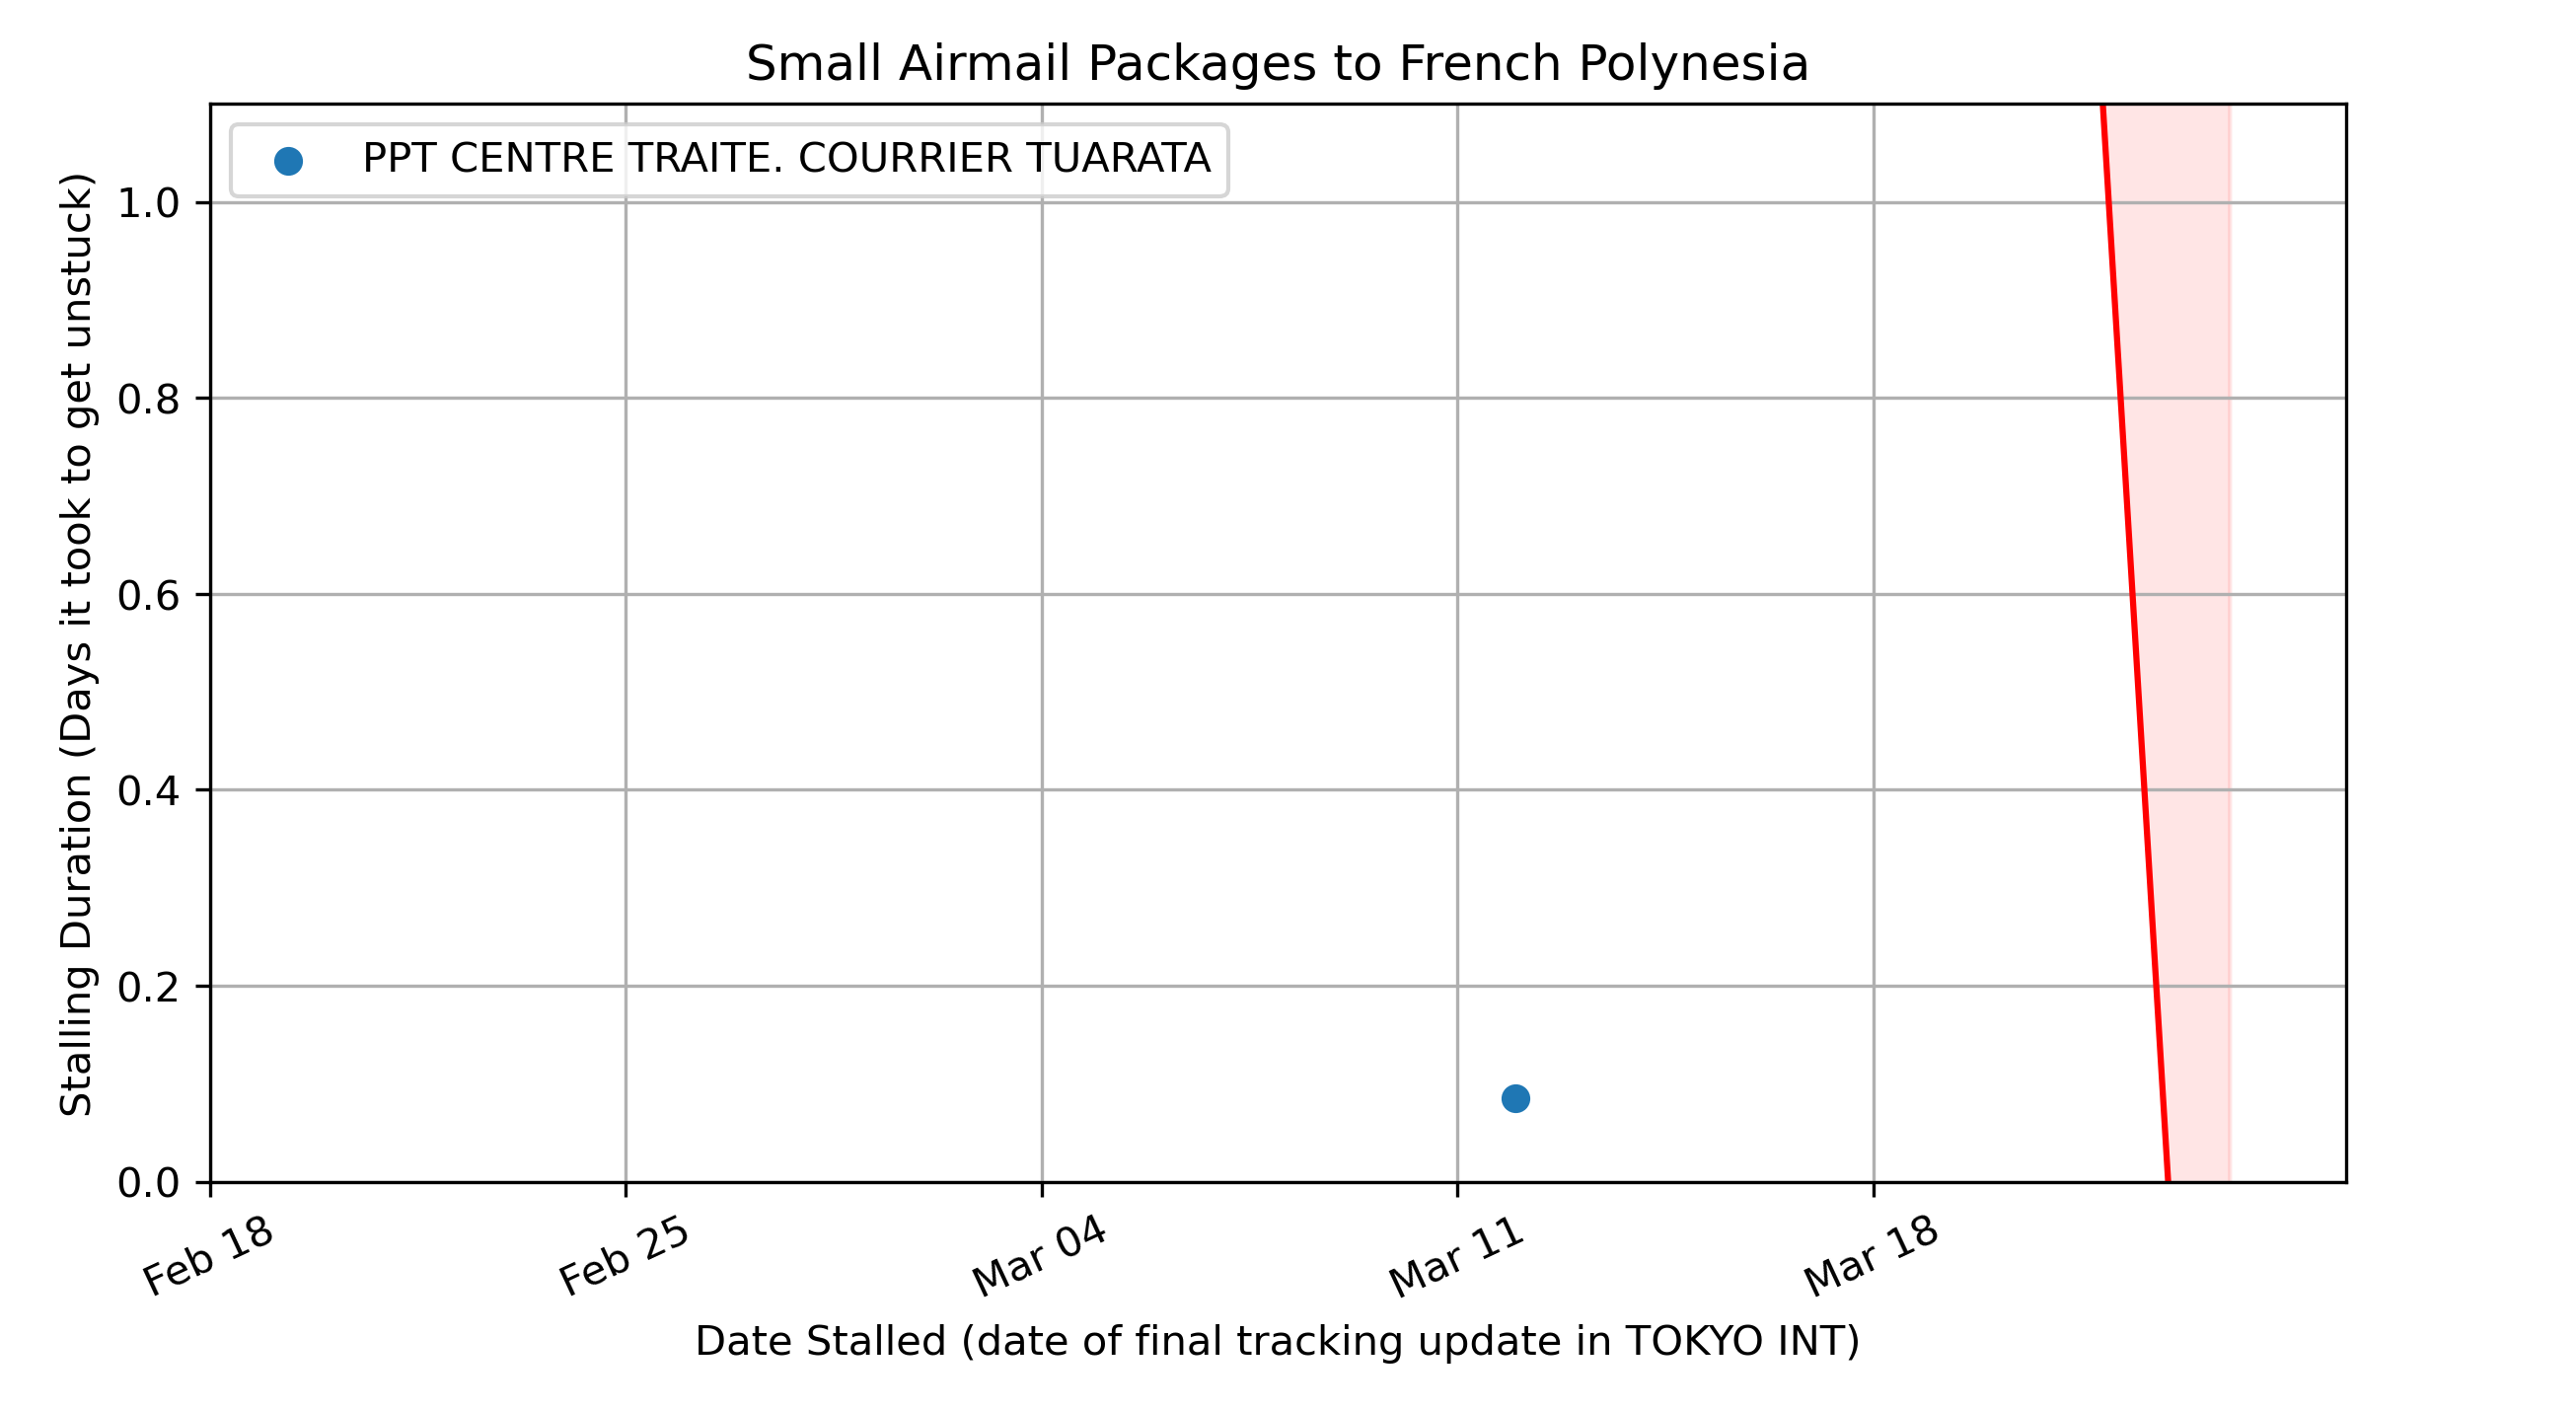 Small Airmail Packages to French Polynesia
PPT CENTRE TRAITE. COURRIER TUARATA
Stalling Duration (Days it took to get unstuck)
1.0
0.8
0.6
0.4
0.2
0.0
Feb 18
Feb 25
Mar 04
Mar 11
Mar 18
Date Stalled (date of final tracking update in TOKYO INT)